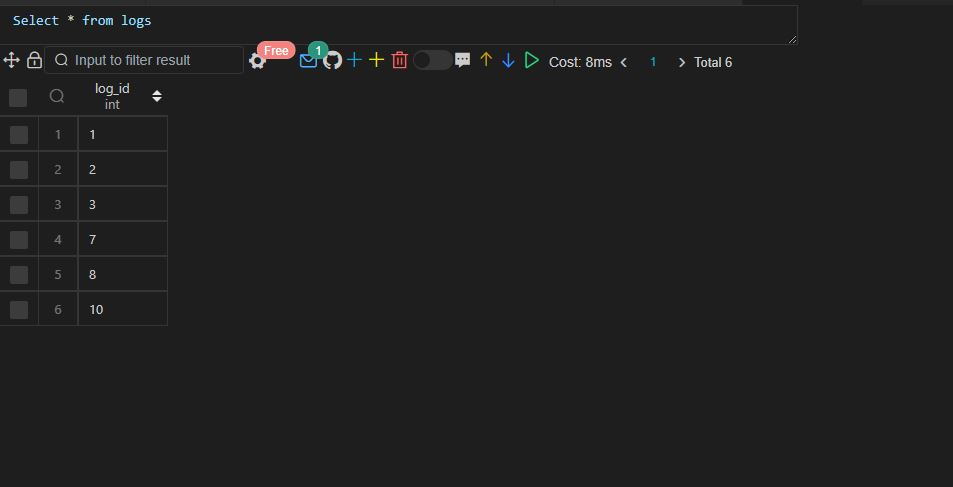 Select * from logs
Input to filter result Free 1 Cost: 8ms 1 Total 6
log_id
int
1 1
2 2
3 3
4 7
5 8
6 10